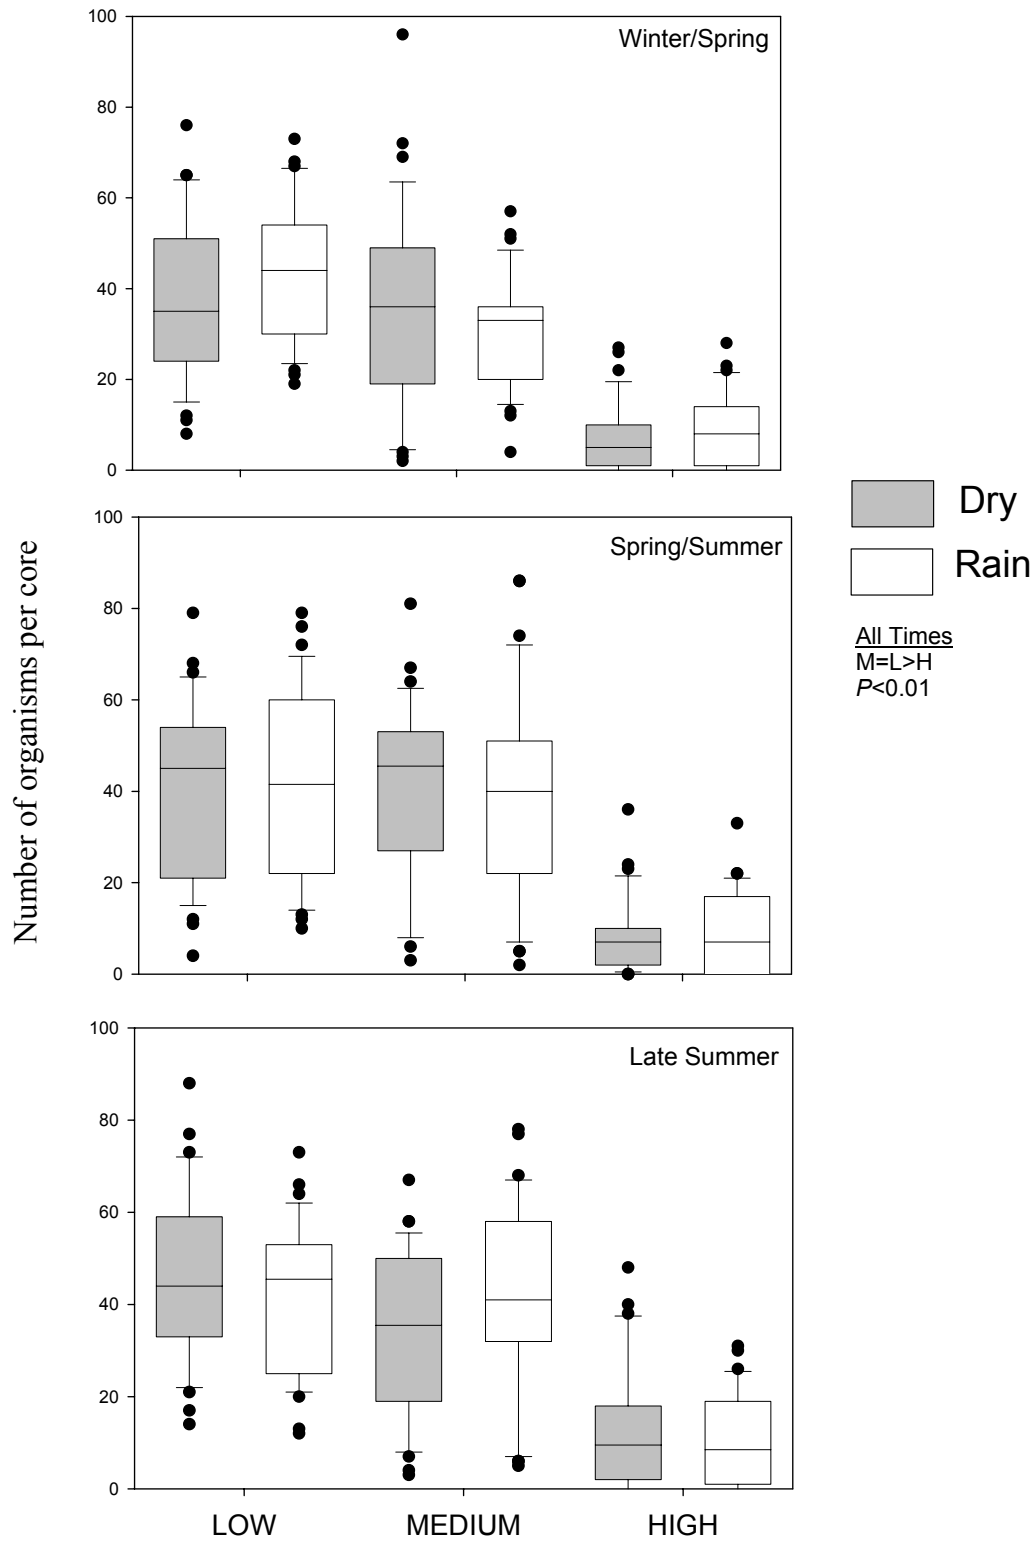 100
80
60
40
20
0
Winter/Spring
100
80
60
40
20
0
Spring/Summer
100
80
60
40
20
0
Late Summer
Number of organisms per core
LOW MEDIUM HIGH
Dry
Rain
All Times
M=L>H
P<0.01